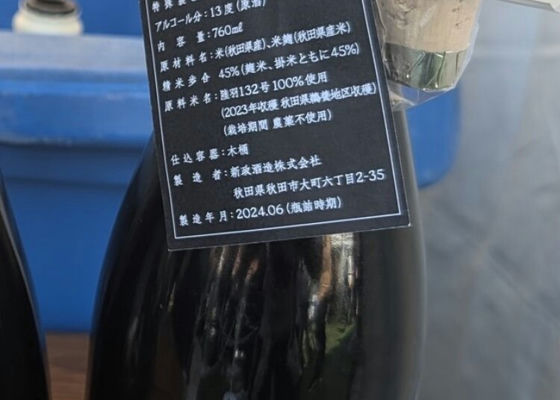 アルコール分:13度(原酒)
内容量:760mℓ
原材料名:米(秋田県産)、米麹(秋田県産米)
精米歩合 45%(麹米、掛米ともに45%)
原料米名:陸羽132号100%使用
(2023年収穫 秋田県鵜養地区収穫)
(栽培期間 農薬不使用)
仕込容器:木桶
製造者:新政酒造株式会社
秋田県秋田市大町六丁目2-35
製造年月:2024.06(瓶詰時期)